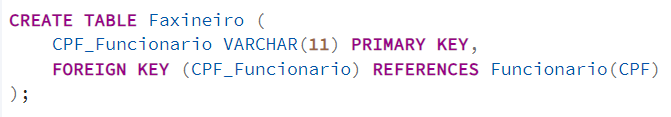 CREATE TABLE Faxineiro (
    CPF_Funcionario VARCHAR(11) PRIMARY KEY,
    FOREIGN KEY (CPF_Funcionario) REFERENCES Funcionario(CPF)
);